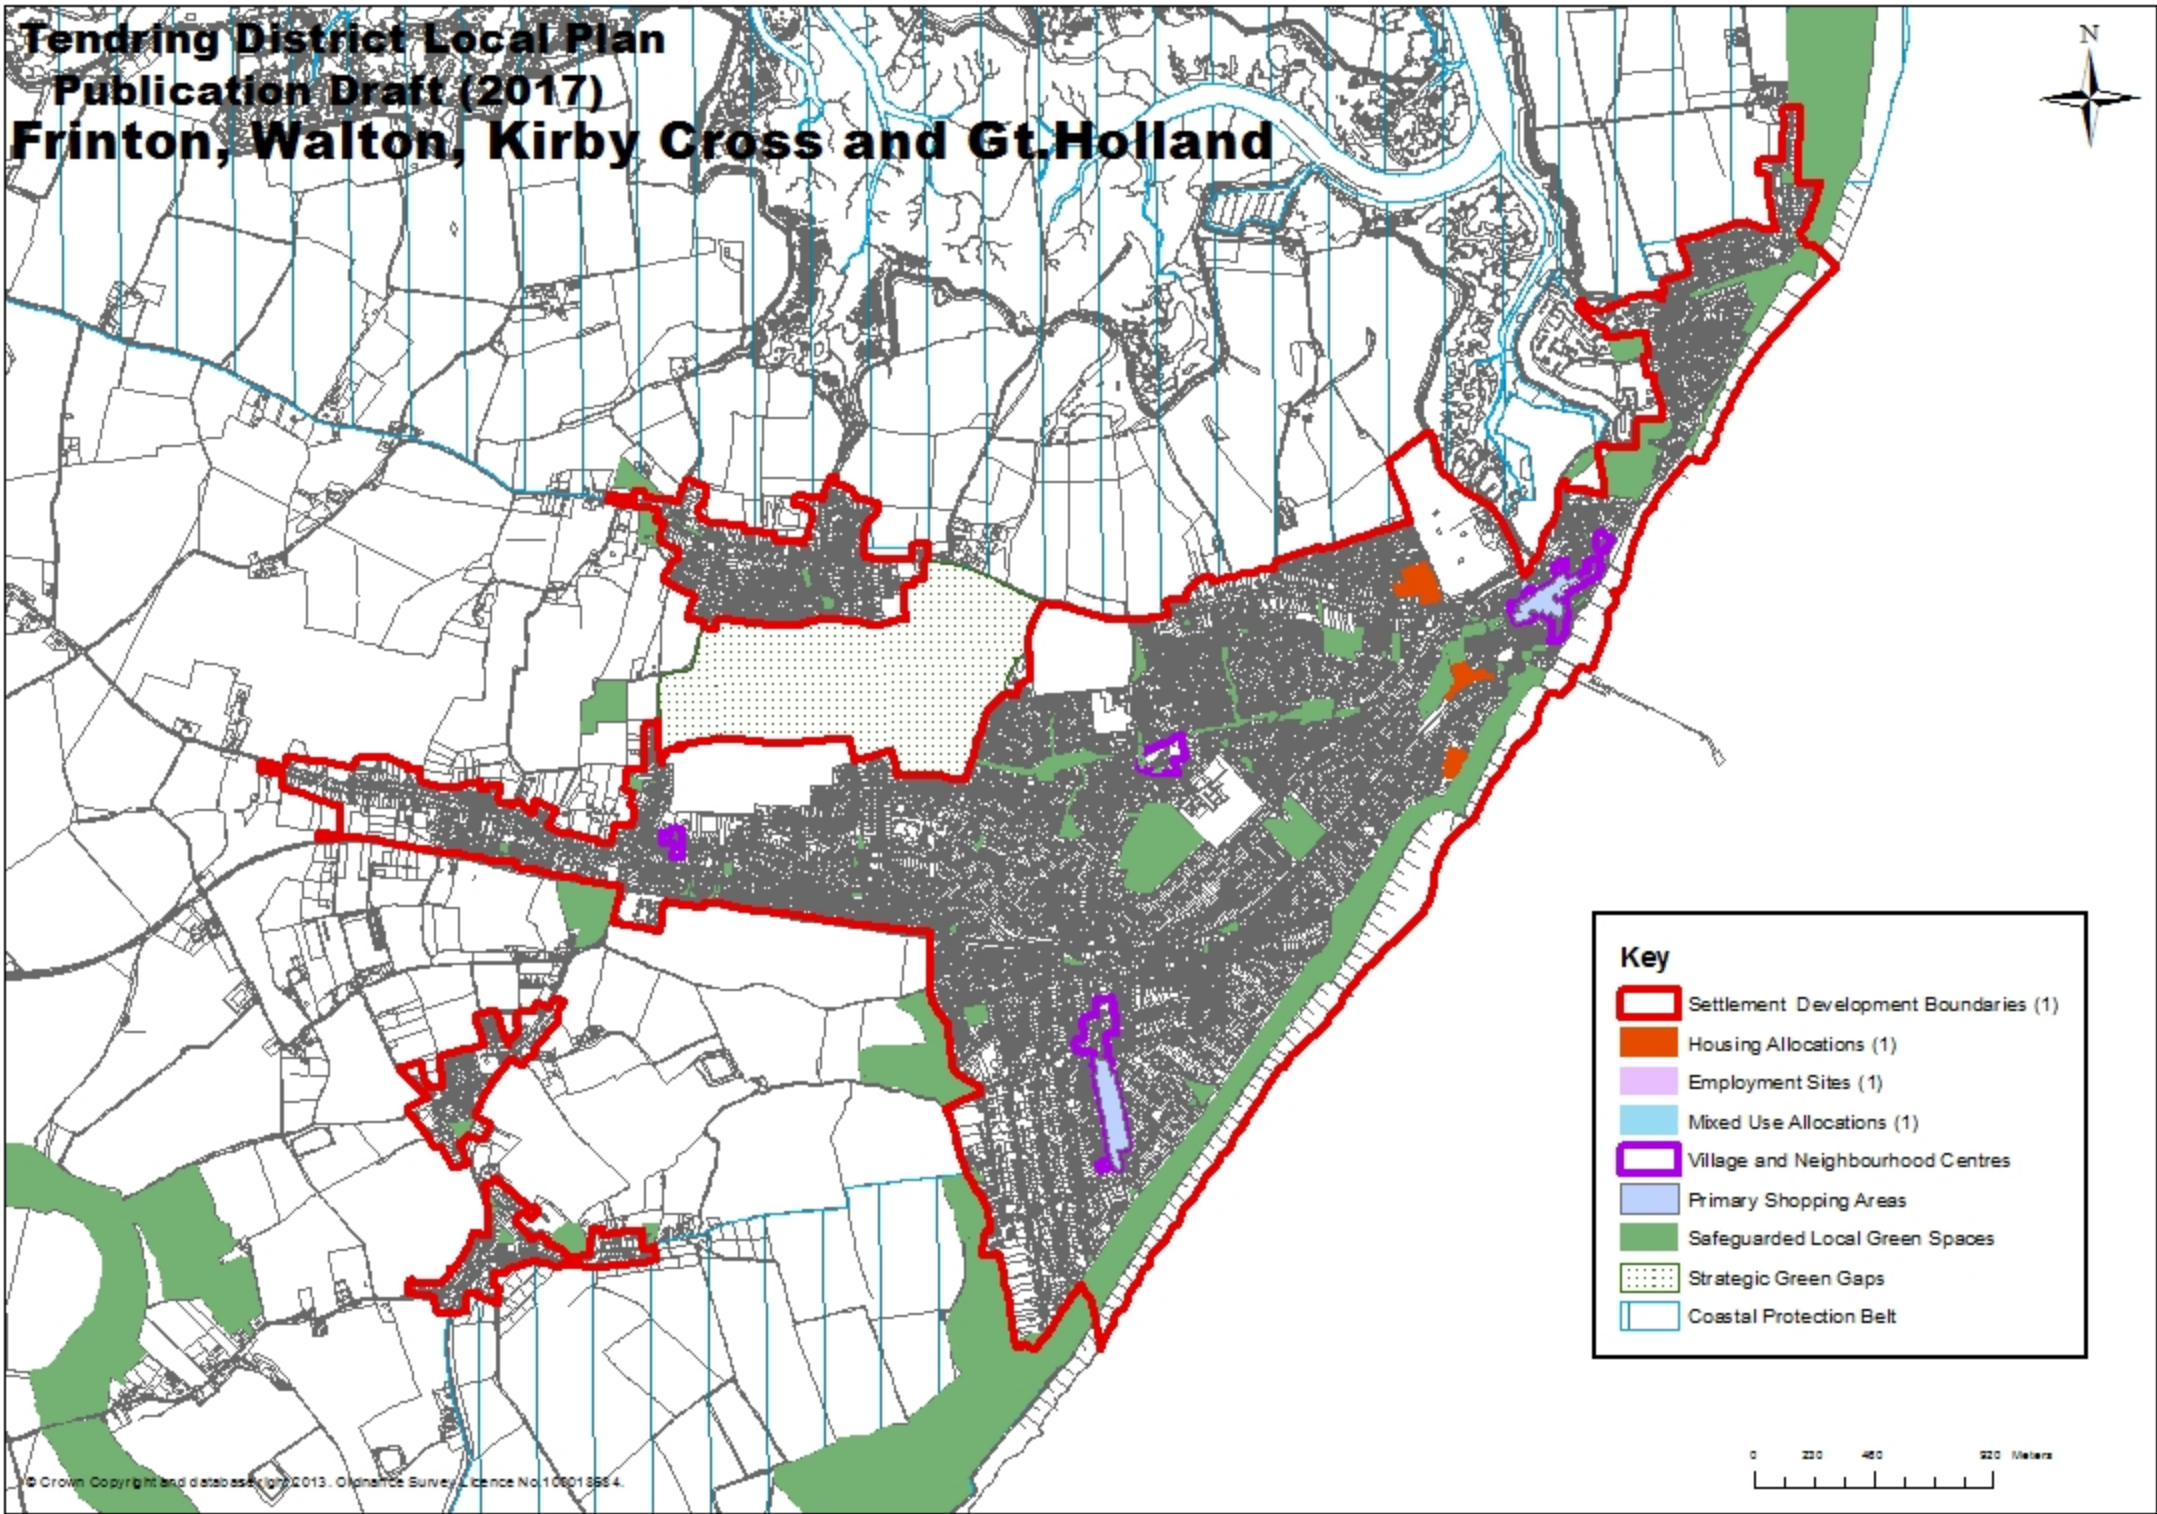 Tendring District Local Plan
Publication Draft (2017)
Frinton, Walton, Kirby Cross and Gt.Holland
N
Key
Settlement Development Boundaries (1)
Housing Allocations (1)
Employment Sites (1)
Mixed Use Allocations (1)
Village and Neighbourhood Centres
Primary Shopping Areas
Safeguarded Local Green Spaces
Strategic Green Gaps
Coastal Protection Belt
0 230 460 920 Meters
© Crown Copyright and database right 2013. Ordnance Survey Licence